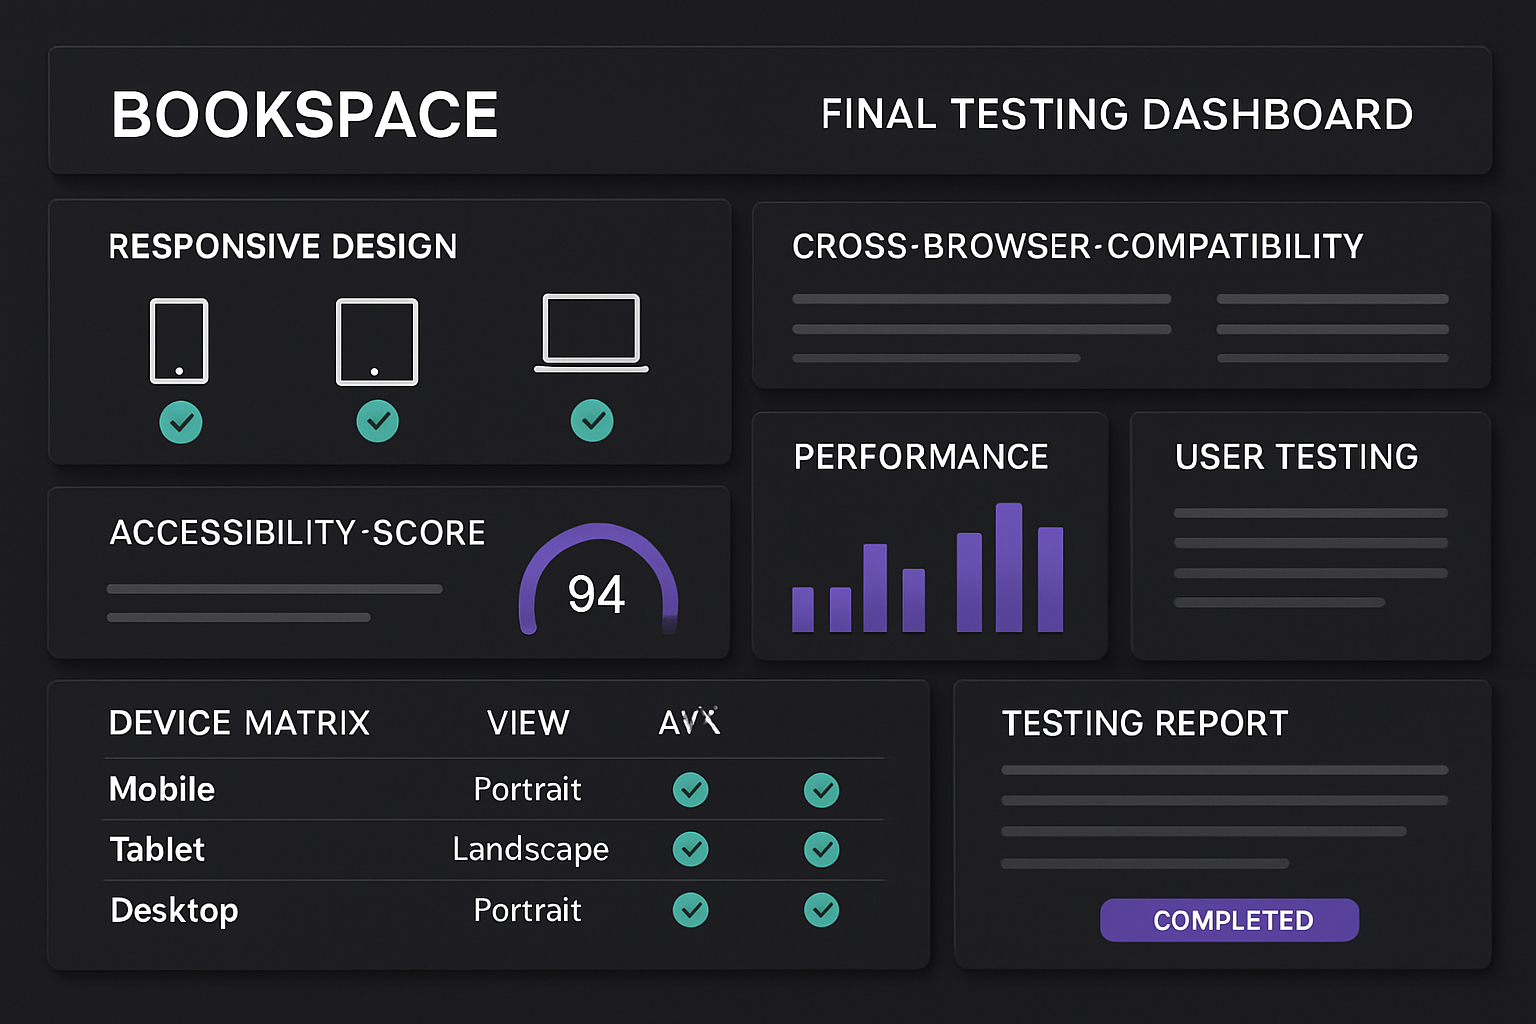 BOOKSPACE
FINAL TESTING DASHBOARD
RESPONSIVE DESIGN
CROSS-BROWSER-COMPATIBILITY
ACCESSIBILITY-SCORE
94
PERFORMANCE
USER TESTING
DEVICE MATRIX VIEW
Mobile Portrait
Tablet Landscape
Desktop Portrait
TESTING REPORT
COMPLETED